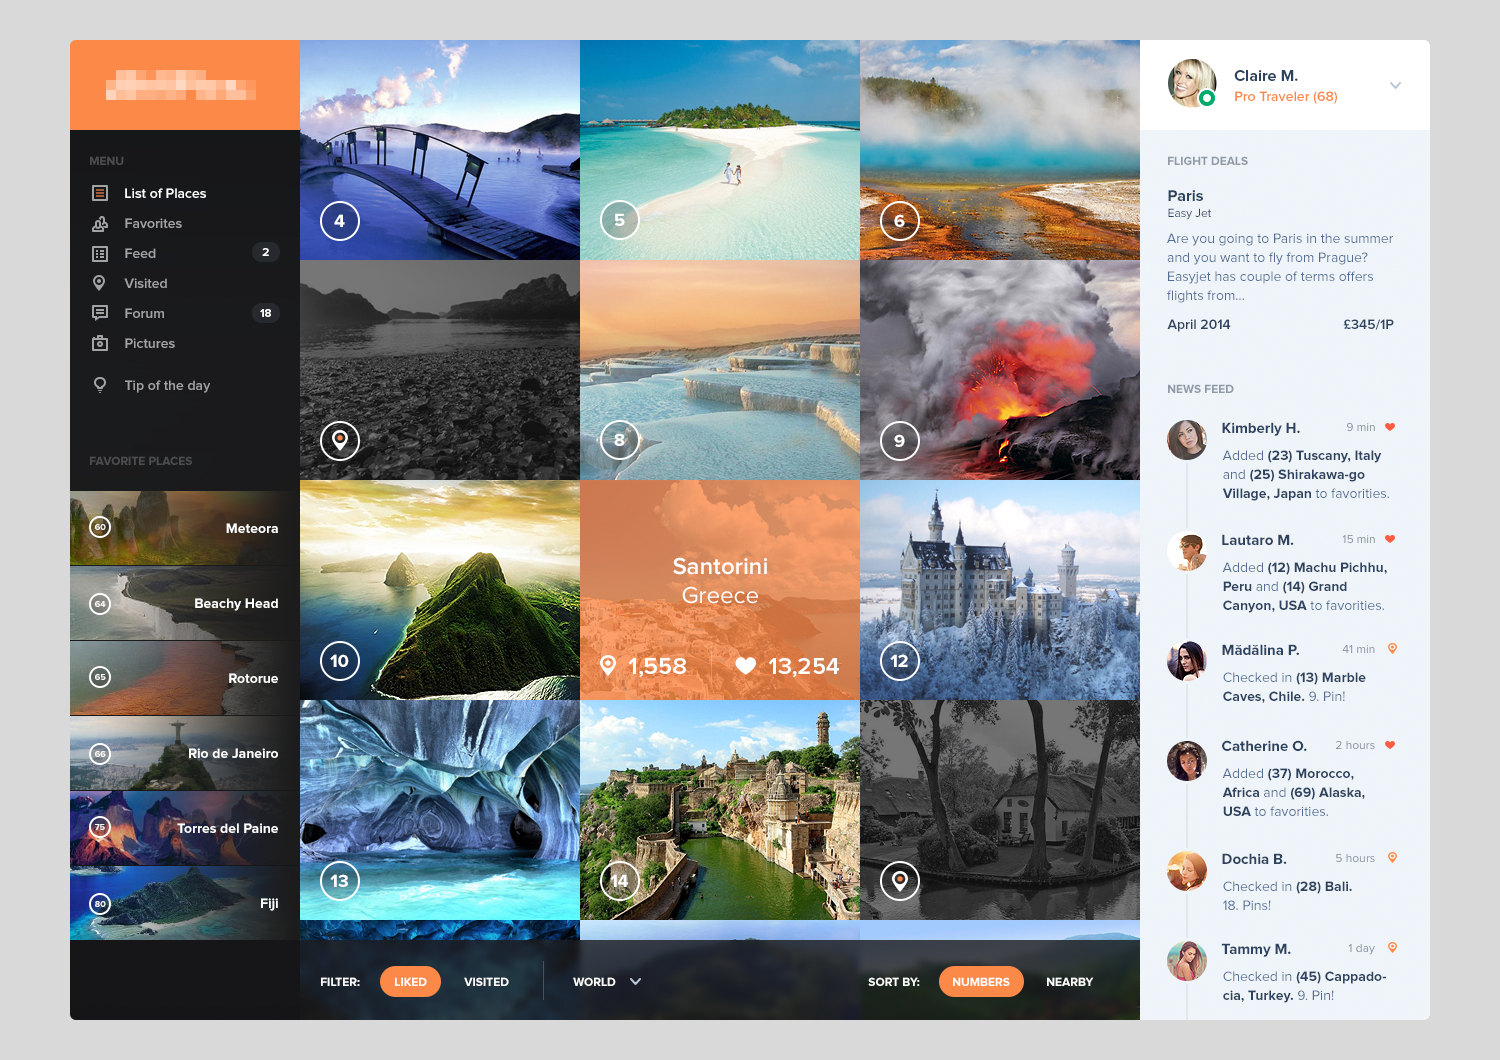 MENU
List of Places
Favorites
Feed 2
Visited
Forum 18
Pictures
Tip of the day
FAVORITE PLACES
60 Meteora
64 Beachy Head
65 Rotorue
66 Rio de Janeiro
75 Torres del Paine
80 Fiji
4
5
6
8
9
10
Santorini
Greece
1,558 13,254
12
13
14
FILTER: LIKED VISITED WORLD SORT BY: NUMBERS NEARBY
Claire M.
Pro Traveler (68)
FLIGHT DEALS
Paris
Easy Jet
Are you going to Paris in the summer
and you want to fly from Prague?
Easyjet has couple of terms offers
flights from...
April 2014 £345/1P
NEWS FEED
Kimberly H. 9 min
Added (23) Tuscany, Italy
and (25) Shirakawa-go
Village, Japan to favorities.
Lautaro M. 15 min
Added (12) Machu Pichhu,
Peru and (14) Grand
Canyon, USA to favorities.
Mādālina P. 41 min
Checked in (13) Marble
Caves, Chile. 9. Pin!
Catherine O. 2 hours
Added (37) Morocco,
Africa and (69) Alaska,
USA to favorities.
Dochia B. 5 hours
Checked in (28) Bali.
18. Pins!
Tammy M. 1 day
Checked in (45) Cappado-
cia, Turkey. 9. Pin!